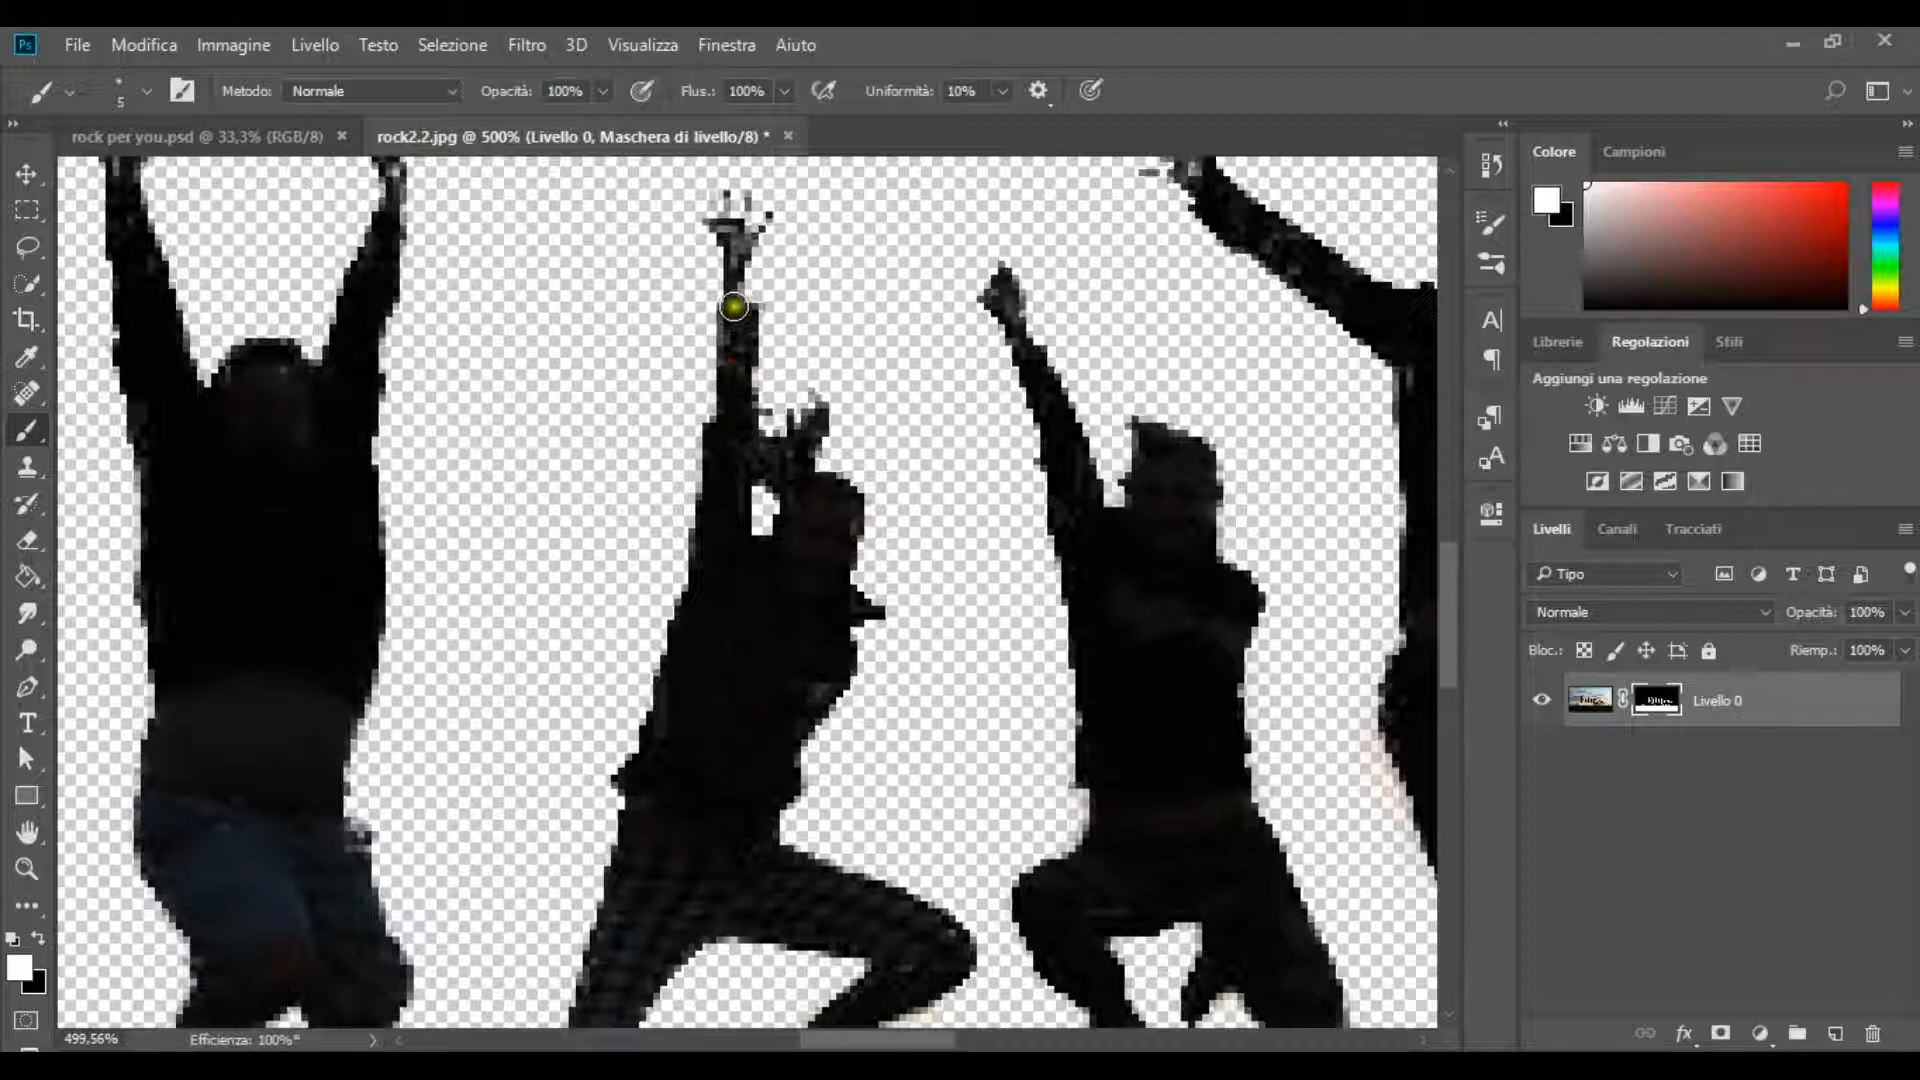 Ps File Modifica Immagine Livello Testo Selezione Filtro 3D Visualizza Finestra Aiuto
5 Metodo: Normale Opacità: 100% Flus.: 100% Uniformità: 10%
rock per you.psd @ 33,3% (RGB/8) rock2.2.jpg @ 500% (Livello 0, Maschera di livello/8) *
Colore Campioni
Librerie Regolazioni Stili
Aggiungi una regolazione
Livelli Canali Tracciati
Tipo
Normale Opacità: 100%
Bloc.: Riemp.: 100%
Livello 0
499,56% Efficienza: 100%*
fx